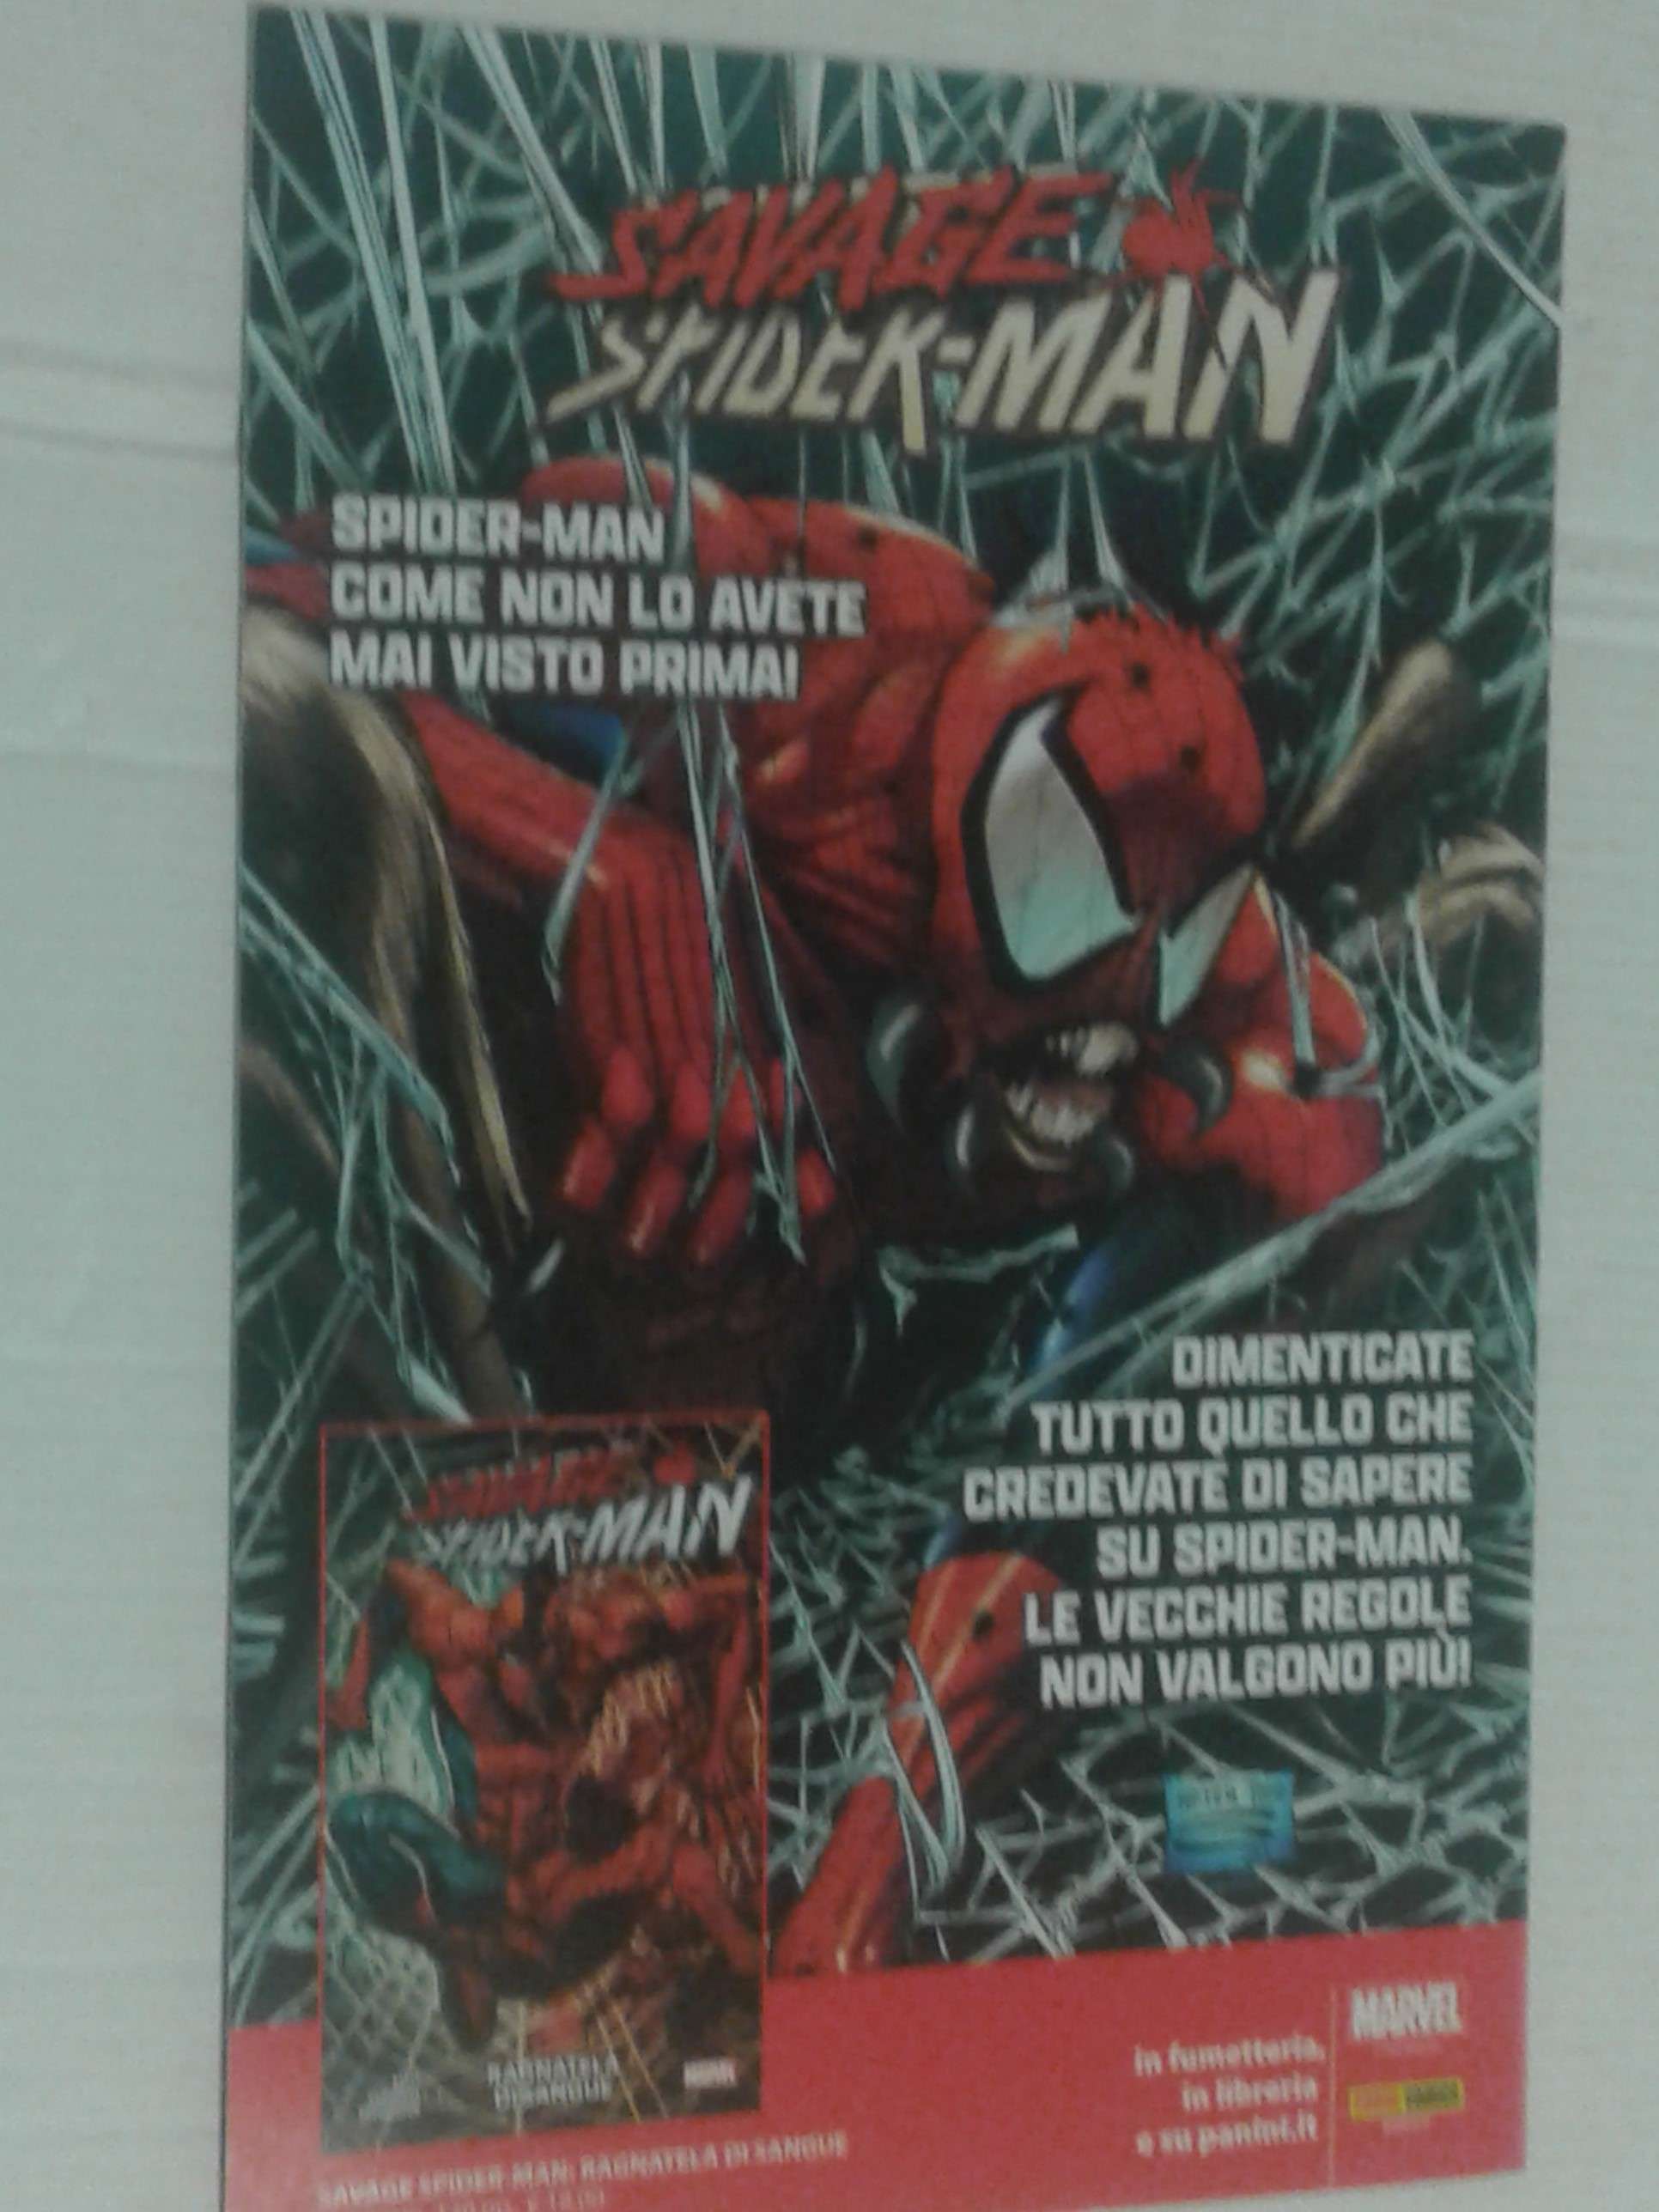 SAVAGE
SPIDER-MAN
SPIDER-MAN
COME NON LO AVETE
MAI VISTO PRIMA!
DIMENTICATE
TUTTO QUELLO CHE
CREDEVATE DI SAPERE
SU SPIDER-MAN.
LE VECCHIE REGOLE
NON VALGONO PIÙ!
SAVAGE
SPIDER-MAN
RAGNATELA
DI SANGUE
MARVEL
SAVAGE SPIDER-MAN: RAGNATELA DI SANGUE
in fumetteria,
in libreria
e su panini.it
MARVEL